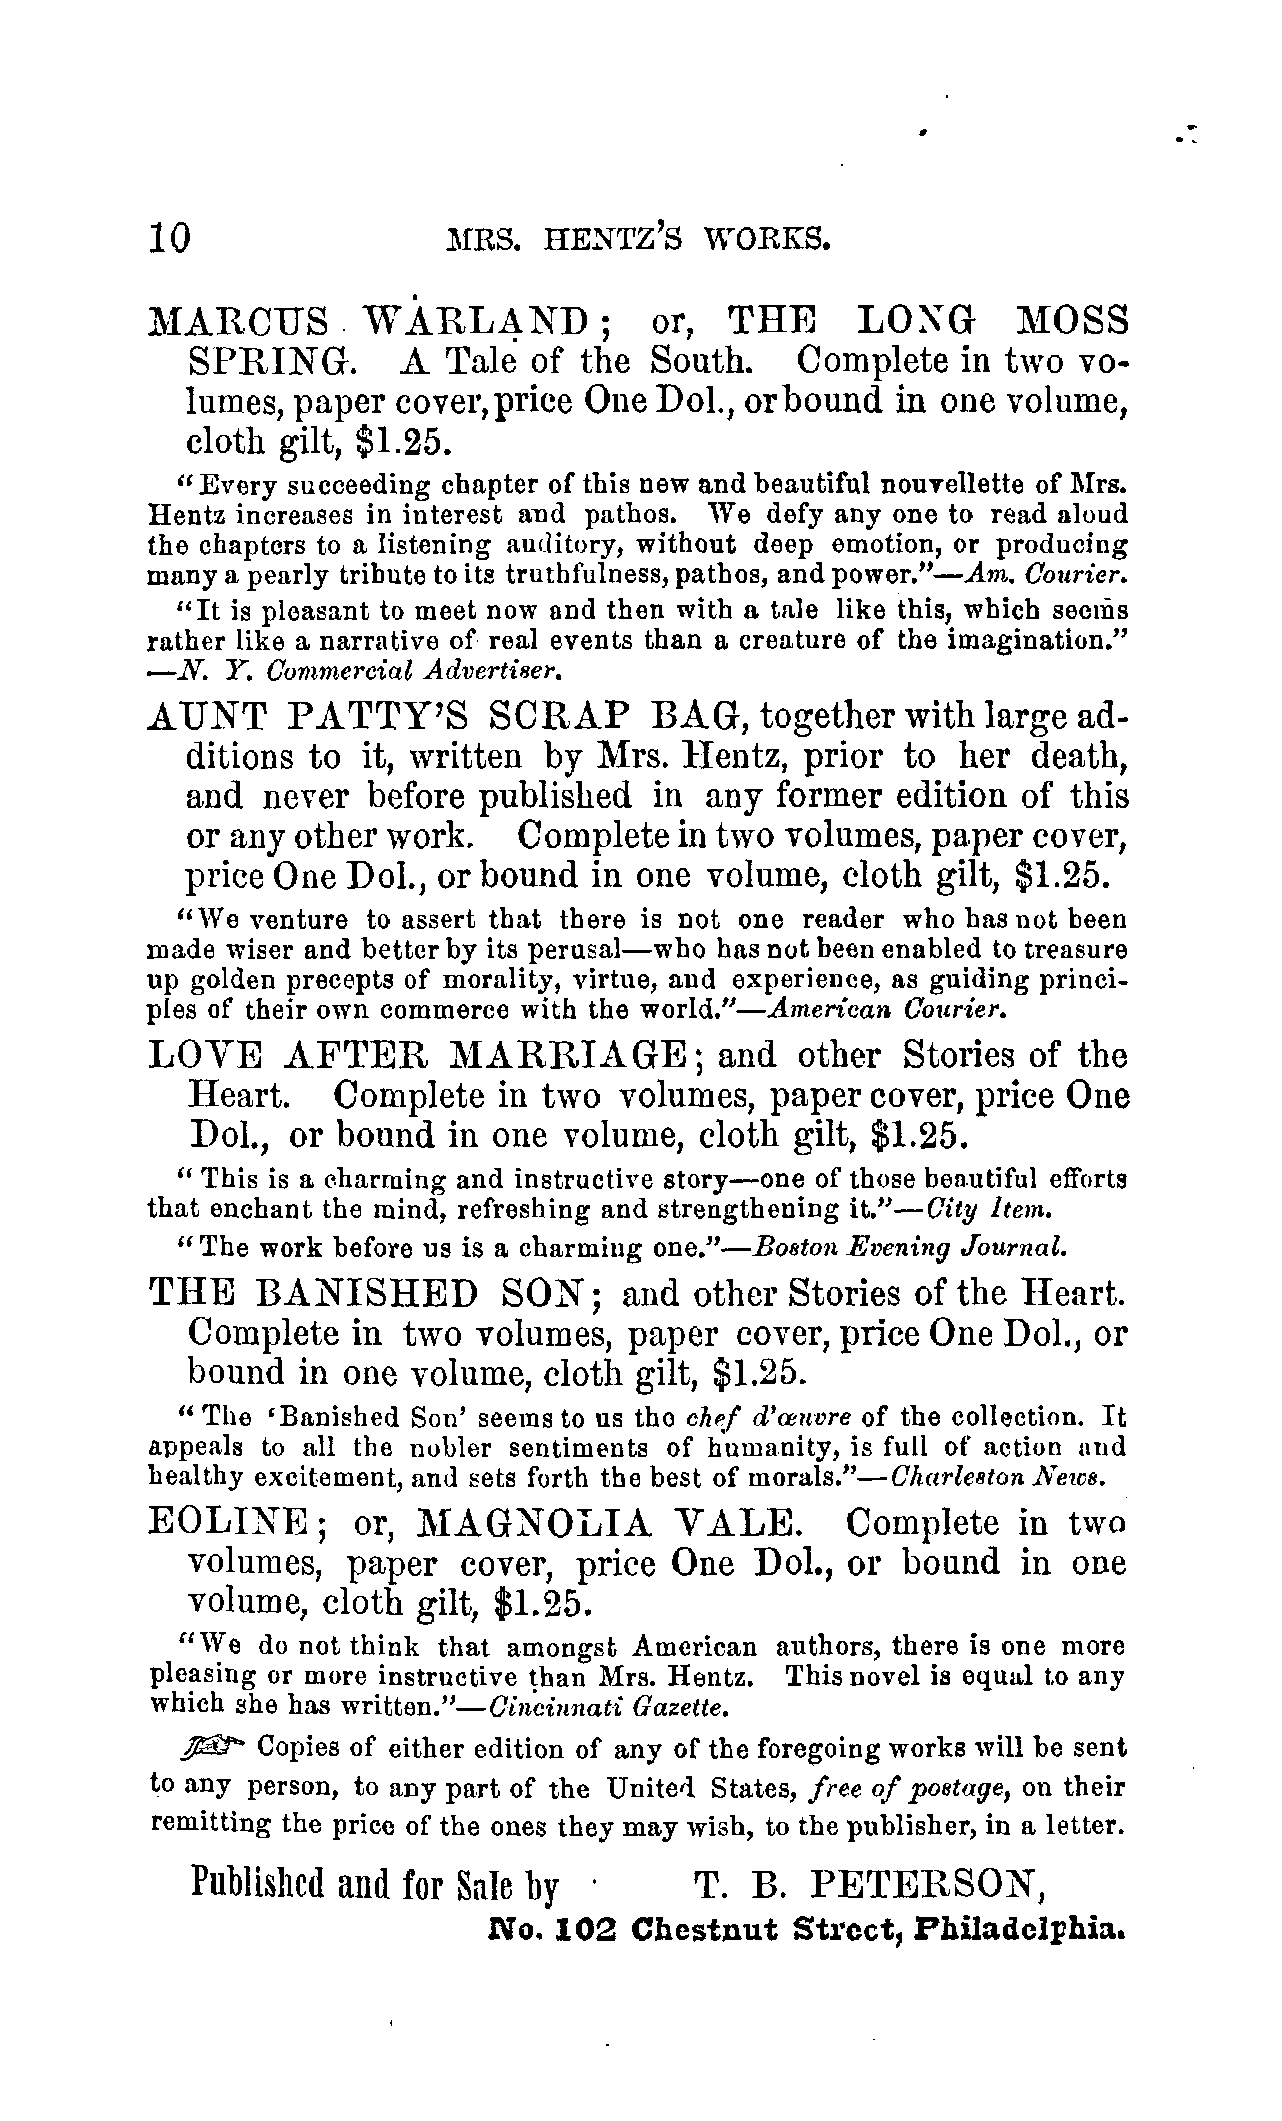 10 MRS. HENTZ'S WORKS.
MARCUS WARLAND; or, THE LONG MOSS
SPRING. A Tale of the South. Complete in two vo-
lumes, paper cover, price One Dol., or bound in one volume,
cloth gilt, $1.25.
"Every succeeding chapter of this new and beautiful nouvellette of Mrs.
Hentz increases in interest and pathos. We defy any one to read aloud
the chapters to a listening auditory, without deep emotion, or producing
many a pearly tribute to its truthfulness, pathos, and power."—Am. Courier.
"It is pleasant to meet now and then with a tale like this, which seems
rather like a narrative of real events than a creature of the imagination."
—N. Y. Commercial Advertiser.
AUNT PATTY'S SCRAP BAG, together with large ad-
ditions to it, written by Mrs. Hentz, prior to her death,
and never before published in any former edition of this
or any other work. Complete in two volumes, paper cover,
price One Dol., or bound in one volume, cloth gilt, $1.25.
"We venture to assert that there is not one reader who has not been
made wiser and better by its perusal—who has not been enabled to treasure
up golden precepts of morality, virtue, and experience, as guiding princi-
ples of their own commerce with the world."—American Courier.
LOVE AFTER MARRIAGE; and other Stories of the
Heart. Complete in two volumes, paper cover, price One
Dol., or bound in one volume, cloth gilt, $1.25.
"This is a charming and instructive story—one of those beautiful efforts
that enchant the mind, refreshing and strengthening it."—City Item.
"The work before us is a charming one."—Boston Evening Journal.
THE BANISHED SON; and other Stories of the Heart.
Complete in two volumes, paper cover, price One Dol., or
bound in one volume, cloth gilt, $1.25.
"The 'Banished Son' seems to us the chef d'œuvre of the collection. It
appeals to all the nobler sentiments of humanity, is full of action and
healthy excitement, and sets forth the best of morals."—Charleston News.
EOLINE; or, MAGNOLIA VALE. Complete in two
volumes, paper cover, price One Dol., or bound in one
volume, cloth gilt, $1.25.
"We do not think that amongst American authors, there is one more
pleasing or more instructive than Mrs. Hentz. This novel is equal to any
which she has written."—Cincinnati Gazette.
☞ Copies of either edition of any of the foregoing works will be sent
to any person, to any part of the United States, free of postage, on their
remitting the price of the ones they may wish, to the publisher, in a letter.
Published and for Sale by T. B. PETERSON,
No. 102 Chestnut Street, Philadelphia.